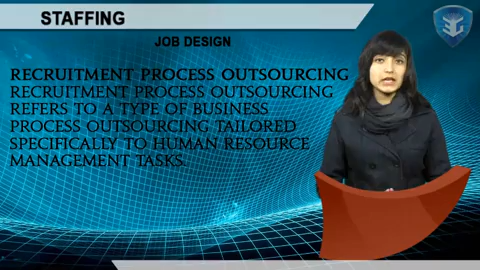 STAFFING
JOB DESIGN
RECRUITMENT PROCESS OUTSOURCING
RECRUITMENT PROCESS OUTSOURCING
REFERS TO A TYPE OF BUSINESS
PROCESS OUTSOURCING TAILORED
SPECIFICALLY TO HUMAN RESOURCE
MANAGEMENT TASKS.